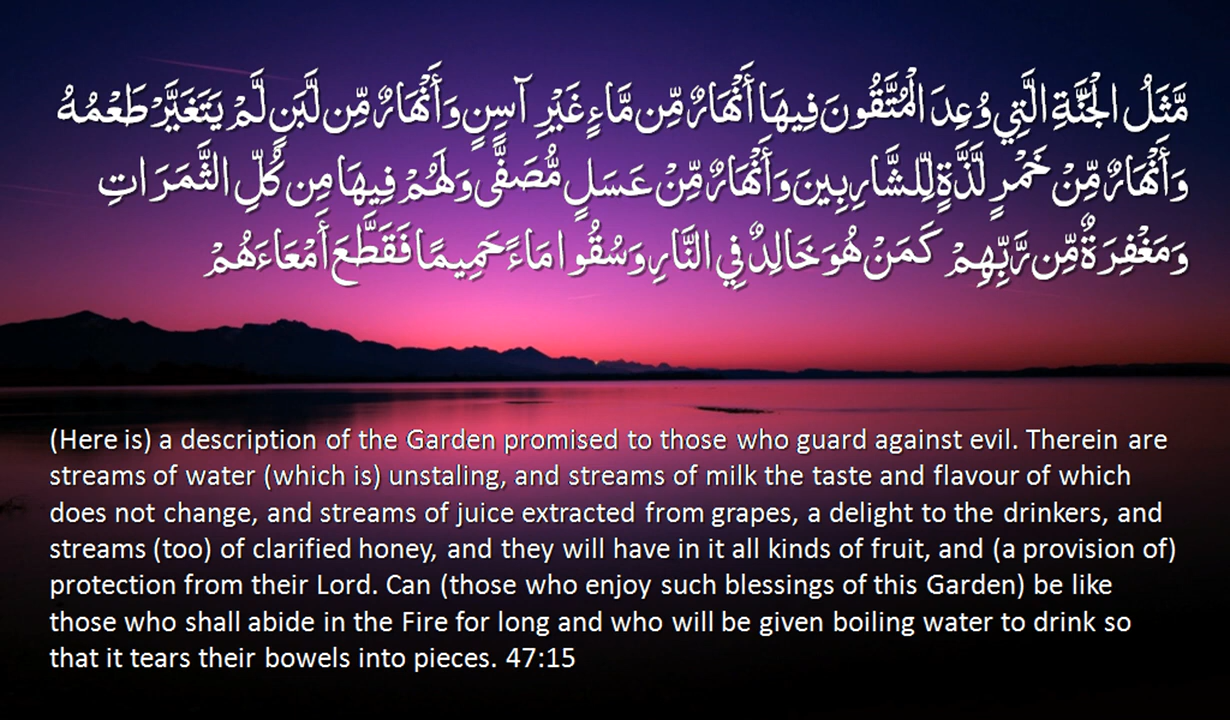 مَّثَلُ الْجَنَّةِ الَّتِي وُعِدَ الْمُتَّقُونَ فِيهَا أَنْهَارٌ مِّن مَّاءٍ غَيْرِ آسِنٍ وَأَنْهَارٌ مِّن لَّبَنٍ لَّمْ يَتَغَيَّرْ طَعْمُهُ
وَأَنْهَارٌ مِّنْ خَمْرٍ لَّذَّةٍ لِّلشَّارِبِينَ وَأَنْهَارٌ مِّنْ عَسَلٍ مُّصَفًّى وَلَهُمْ فِيهَا مِن كُلِّ الثَّمَرَاتِ
وَمَغْفِرَةٌ مِّن رَّبِّهِمْ كَمَنْ هُوَ خَالِدٌ فِي النَّارِ وَسُقُوا مَاءً حَمِيمًا فَقَطَّعَ أَمْعَاءَهُمْ
(Here is) a description of the Garden promised to those who guard against evil. Therein are
streams of water (which is) unstaling, and streams of milk the taste and flavour of which
does not change, and streams of juice extracted from grapes, a delight to the drinkers, and
streams (too) of clarified honey, and they will have in it all kinds of fruit, and (a provision of)
protection from their Lord. Can (those who enjoy such blessings of this Garden) be like
those who shall abide in the Fire for long and who will be given boiling water to drink so
that it tears their bowels into pieces. 47:15